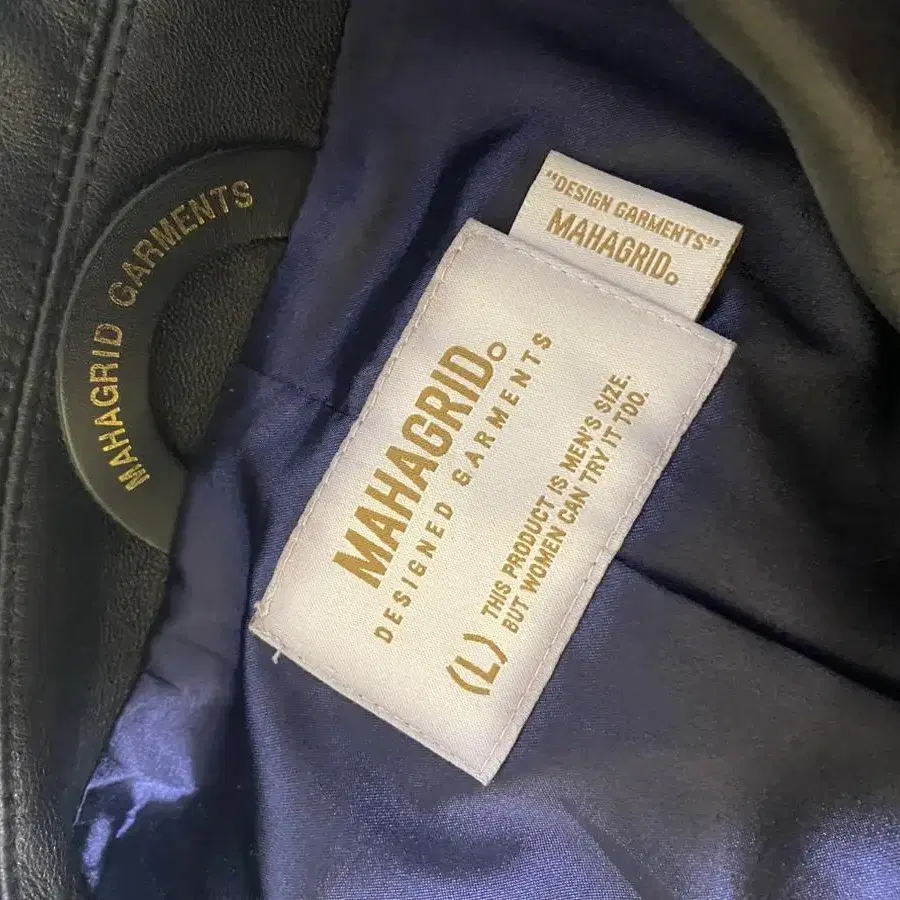 MAHAGRID GARMENTS
"DESIGN GARMENTS"
MAHAGRID
MAHAGRID
DESIGNED GARMENTS
(L) THIS PRODUCT IS MEN'S SIZE.
BUT WOMEN CAN TRY IT TOO.